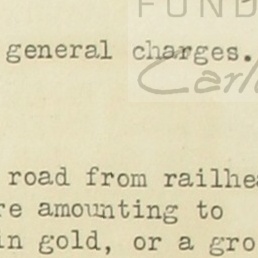 FUND
general charges.
Carl
road from railhea
re amounting to
in gold, or a gro